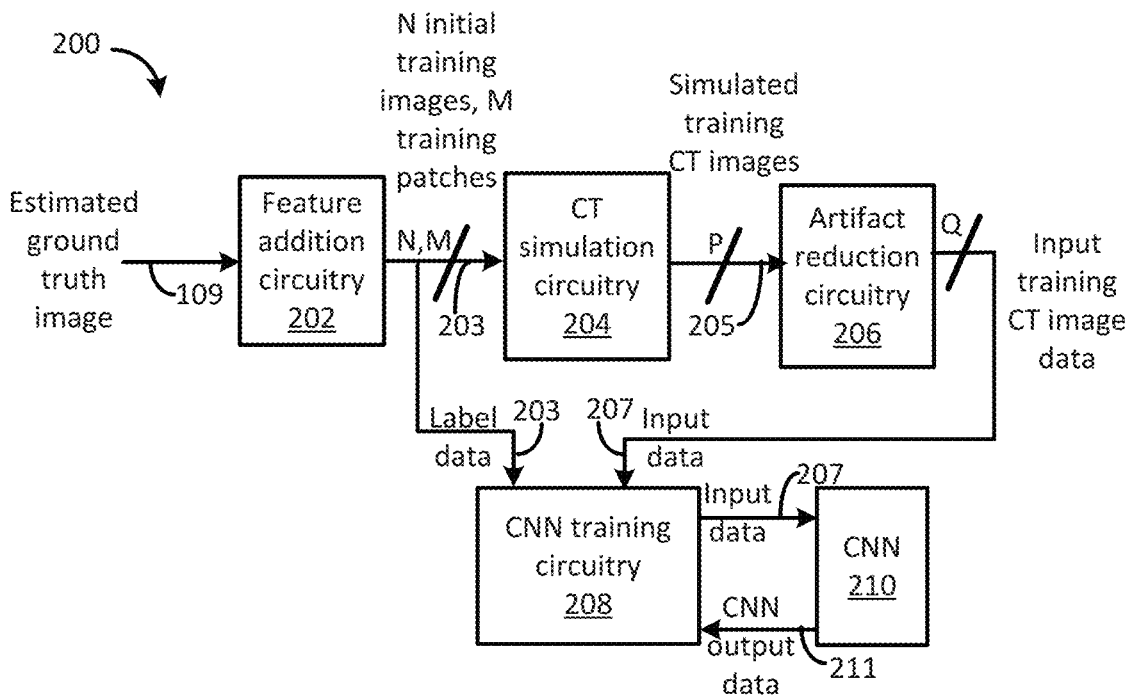 200
N initial
training
images, M
training
patches
Simulated
training
CT images
Estimated
ground
truth
image
109
Feature
addition
circuitry
202
N,M
203
CT
simulation
circuitry
204
P
205
Artifact
reduction
circuitry
206
Q
Input
training
CT image
data
Label
data
203
207
Input
data
CNN training
circuitry
208
Input
data
207
CNN
210
CNN
output
data
211